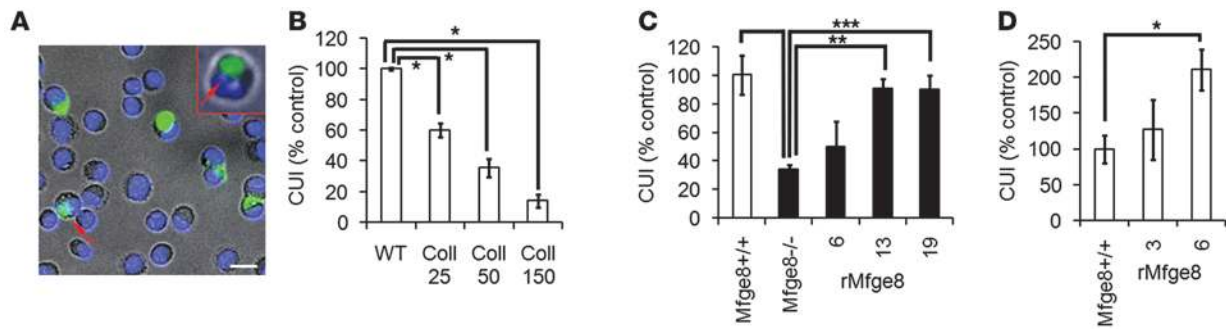 A
B
*
*
*
CUI (% control)
120
100
80
60
40
20
0
WT
Coll
25
Coll
50
Coll
150
C
***
**
CUI (% control)
120
100
80
60
40
20
0
Mfge8+/+
Mfge8-/-
6
13
19
rMfge8
D
*
CUI (% control)
250
200
150
100
50
0
Mfge8+/+
3
6
rMfge8